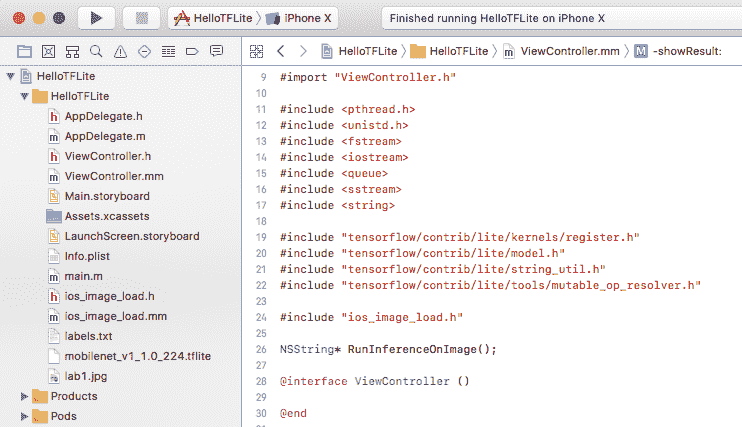 HelloTFLite iPhone X
Finished running HelloTFLite on iPhone X
HelloTFLite HelloTFLite ViewController.mm M -showResult:
HelloTFLite
HelloTFLite
h AppDelegate.h
m AppDelegate.m
h ViewController.h
m ViewController.mm
Main.storyboard
Assets.xcassets
LaunchScreen.storyboard
Info.plist
m main.m
h ios_image_load.h
m ios_image_load.mm
labels.txt
mobilenet_v1_1.0_224.tflite
lab1.jpg
Products
Pods
9 #import "ViewController.h"
10
11 #include <pthread.h>
12 #include <unistd.h>
13 #include <fstream>
14 #include <iostream>
15 #include <queue>
16 #include <sstream>
17 #include <string>
18
19 #include "tensorflow/contrib/lite/kernels/register.h"
20 #include "tensorflow/contrib/lite/model.h"
21 #include "tensorflow/contrib/lite/string_util.h"
22 #include "tensorflow/contrib/lite/tools/mutable_op_resolver.h"
23
24 #include "ios_image_load.h"
25
26 NSString* RunInferenceOnImage();
27
28 @interface ViewController ()
29
30 @end